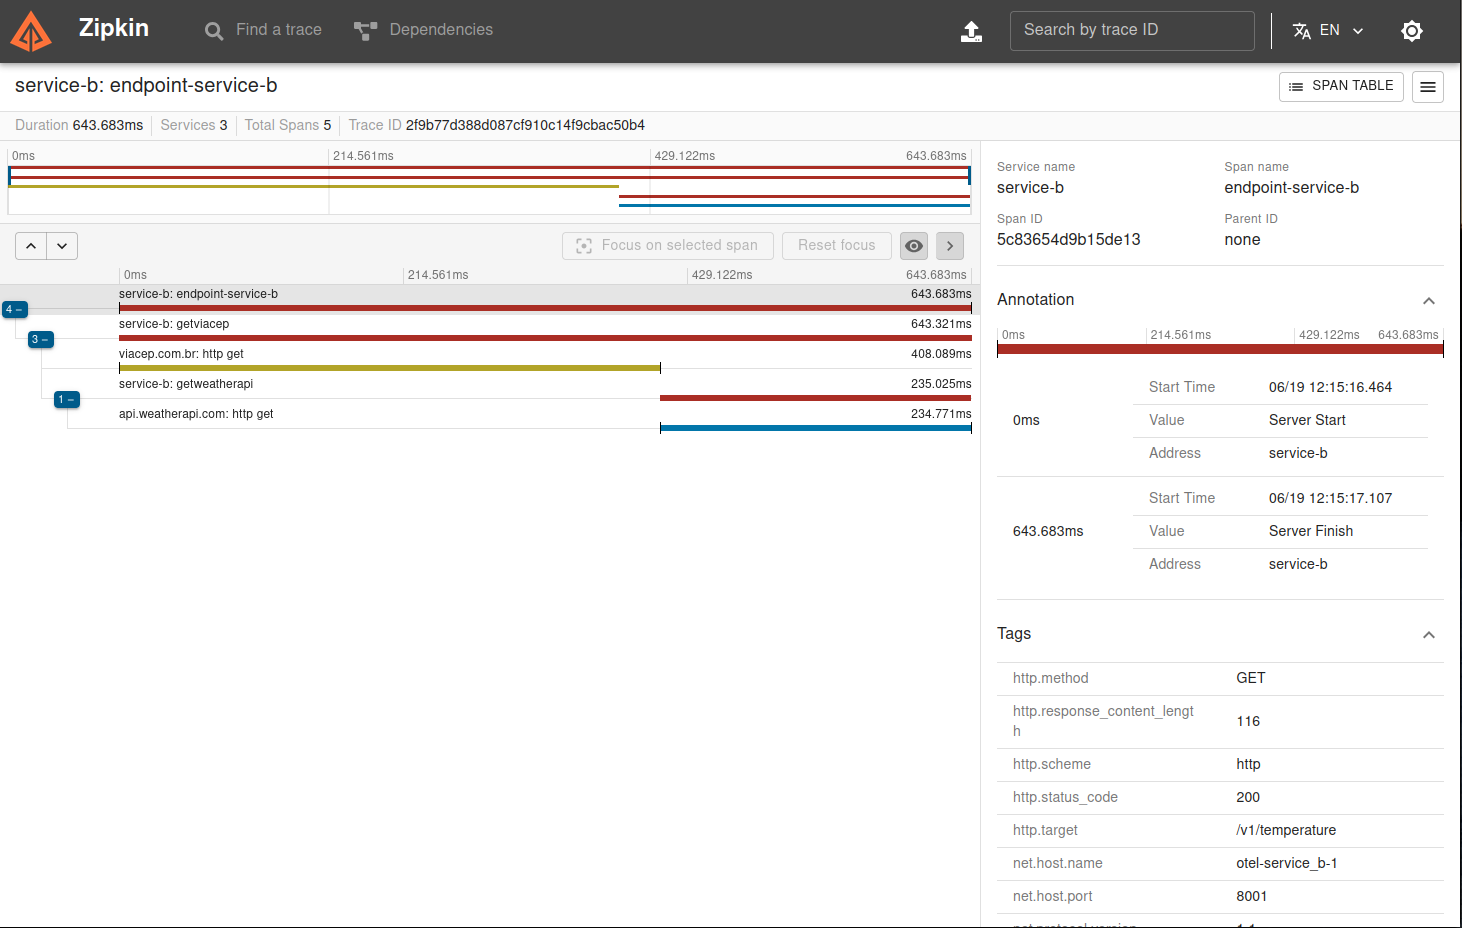 Zipkin
Find a trace
Dependencies
Search by trace ID
EN
service-b: endpoint-service-b
SPAN TABLE
Duration 643.683ms
Services 3
Total Spans 5
Trace ID 2f9b77d388d087cf910c14f9cbac50b4
0ms 214.561ms 429.122ms 643.683ms
Focus on selected span
Reset focus
0ms 214.561ms 429.122ms 643.683ms
service-b: endpoint-service-b 643.683ms
4 –
service-b: getviacep 643.321ms
3 –
viacep.com.br: http get 408.089ms
service-b: getweatherapi 235.025ms
1 –
api.weatherapi.com: http get 234.771ms
Service name Span name
service-b endpoint-service-b
Span ID Parent ID
5c83654d9b15de13 none
Annotation
0ms 214.561ms 429.122ms 643.683ms
Start Time 06/19 12:15:16.464
0ms Value Server Start
Address service-b
Start Time 06/19 12:15:17.107
643.683ms Value Server Finish
Address service-b
Tags
http.method GET
http.response_content_lengt
h 116
http.scheme http
http.status_code 200
http.target /v1/temperature
net.host.name otel-service_b-1
net.host.port 8001